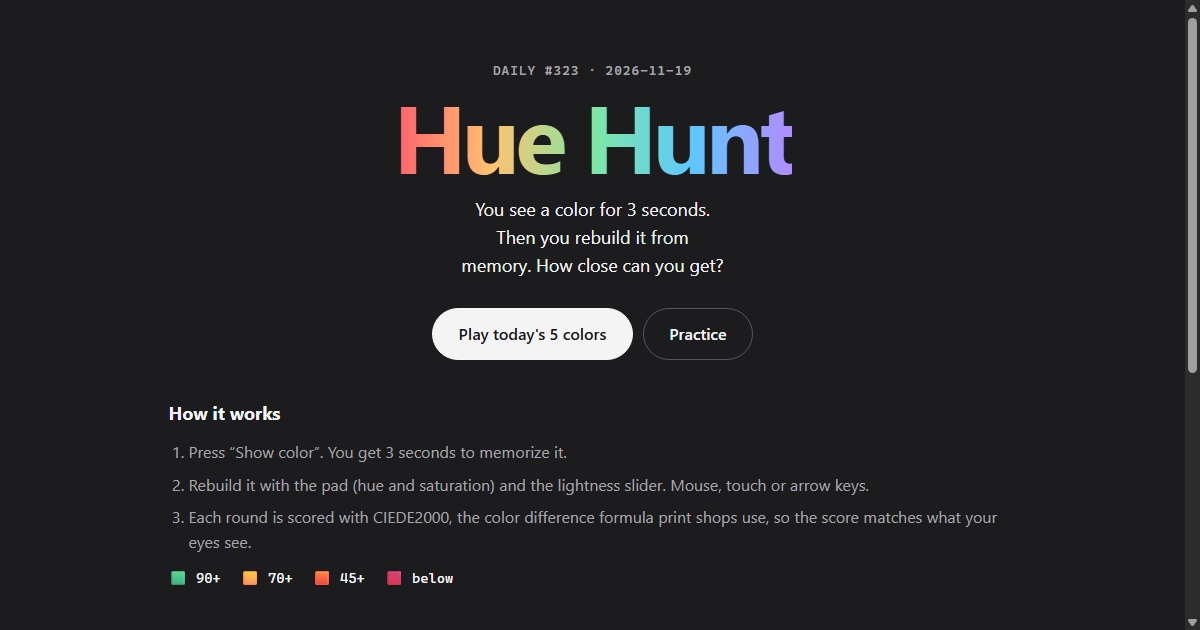 DAILY #323 · 2026-11-19
Hue Hunt
You see a color for 3 seconds.
Then you rebuild it from
memory. How close can you get?
Play today's 5 colors
Practice
How it works
1. Press “Show color”. You get 3 seconds to memorize it.
2. Rebuild it with the pad (hue and saturation) and the lightness slider. Mouse, touch or arrow keys.
3. Each round is scored with CIEDE2000, the color difference formula print shops use, so the score matches what your
eyes see.
90+ 70+ 45+ below